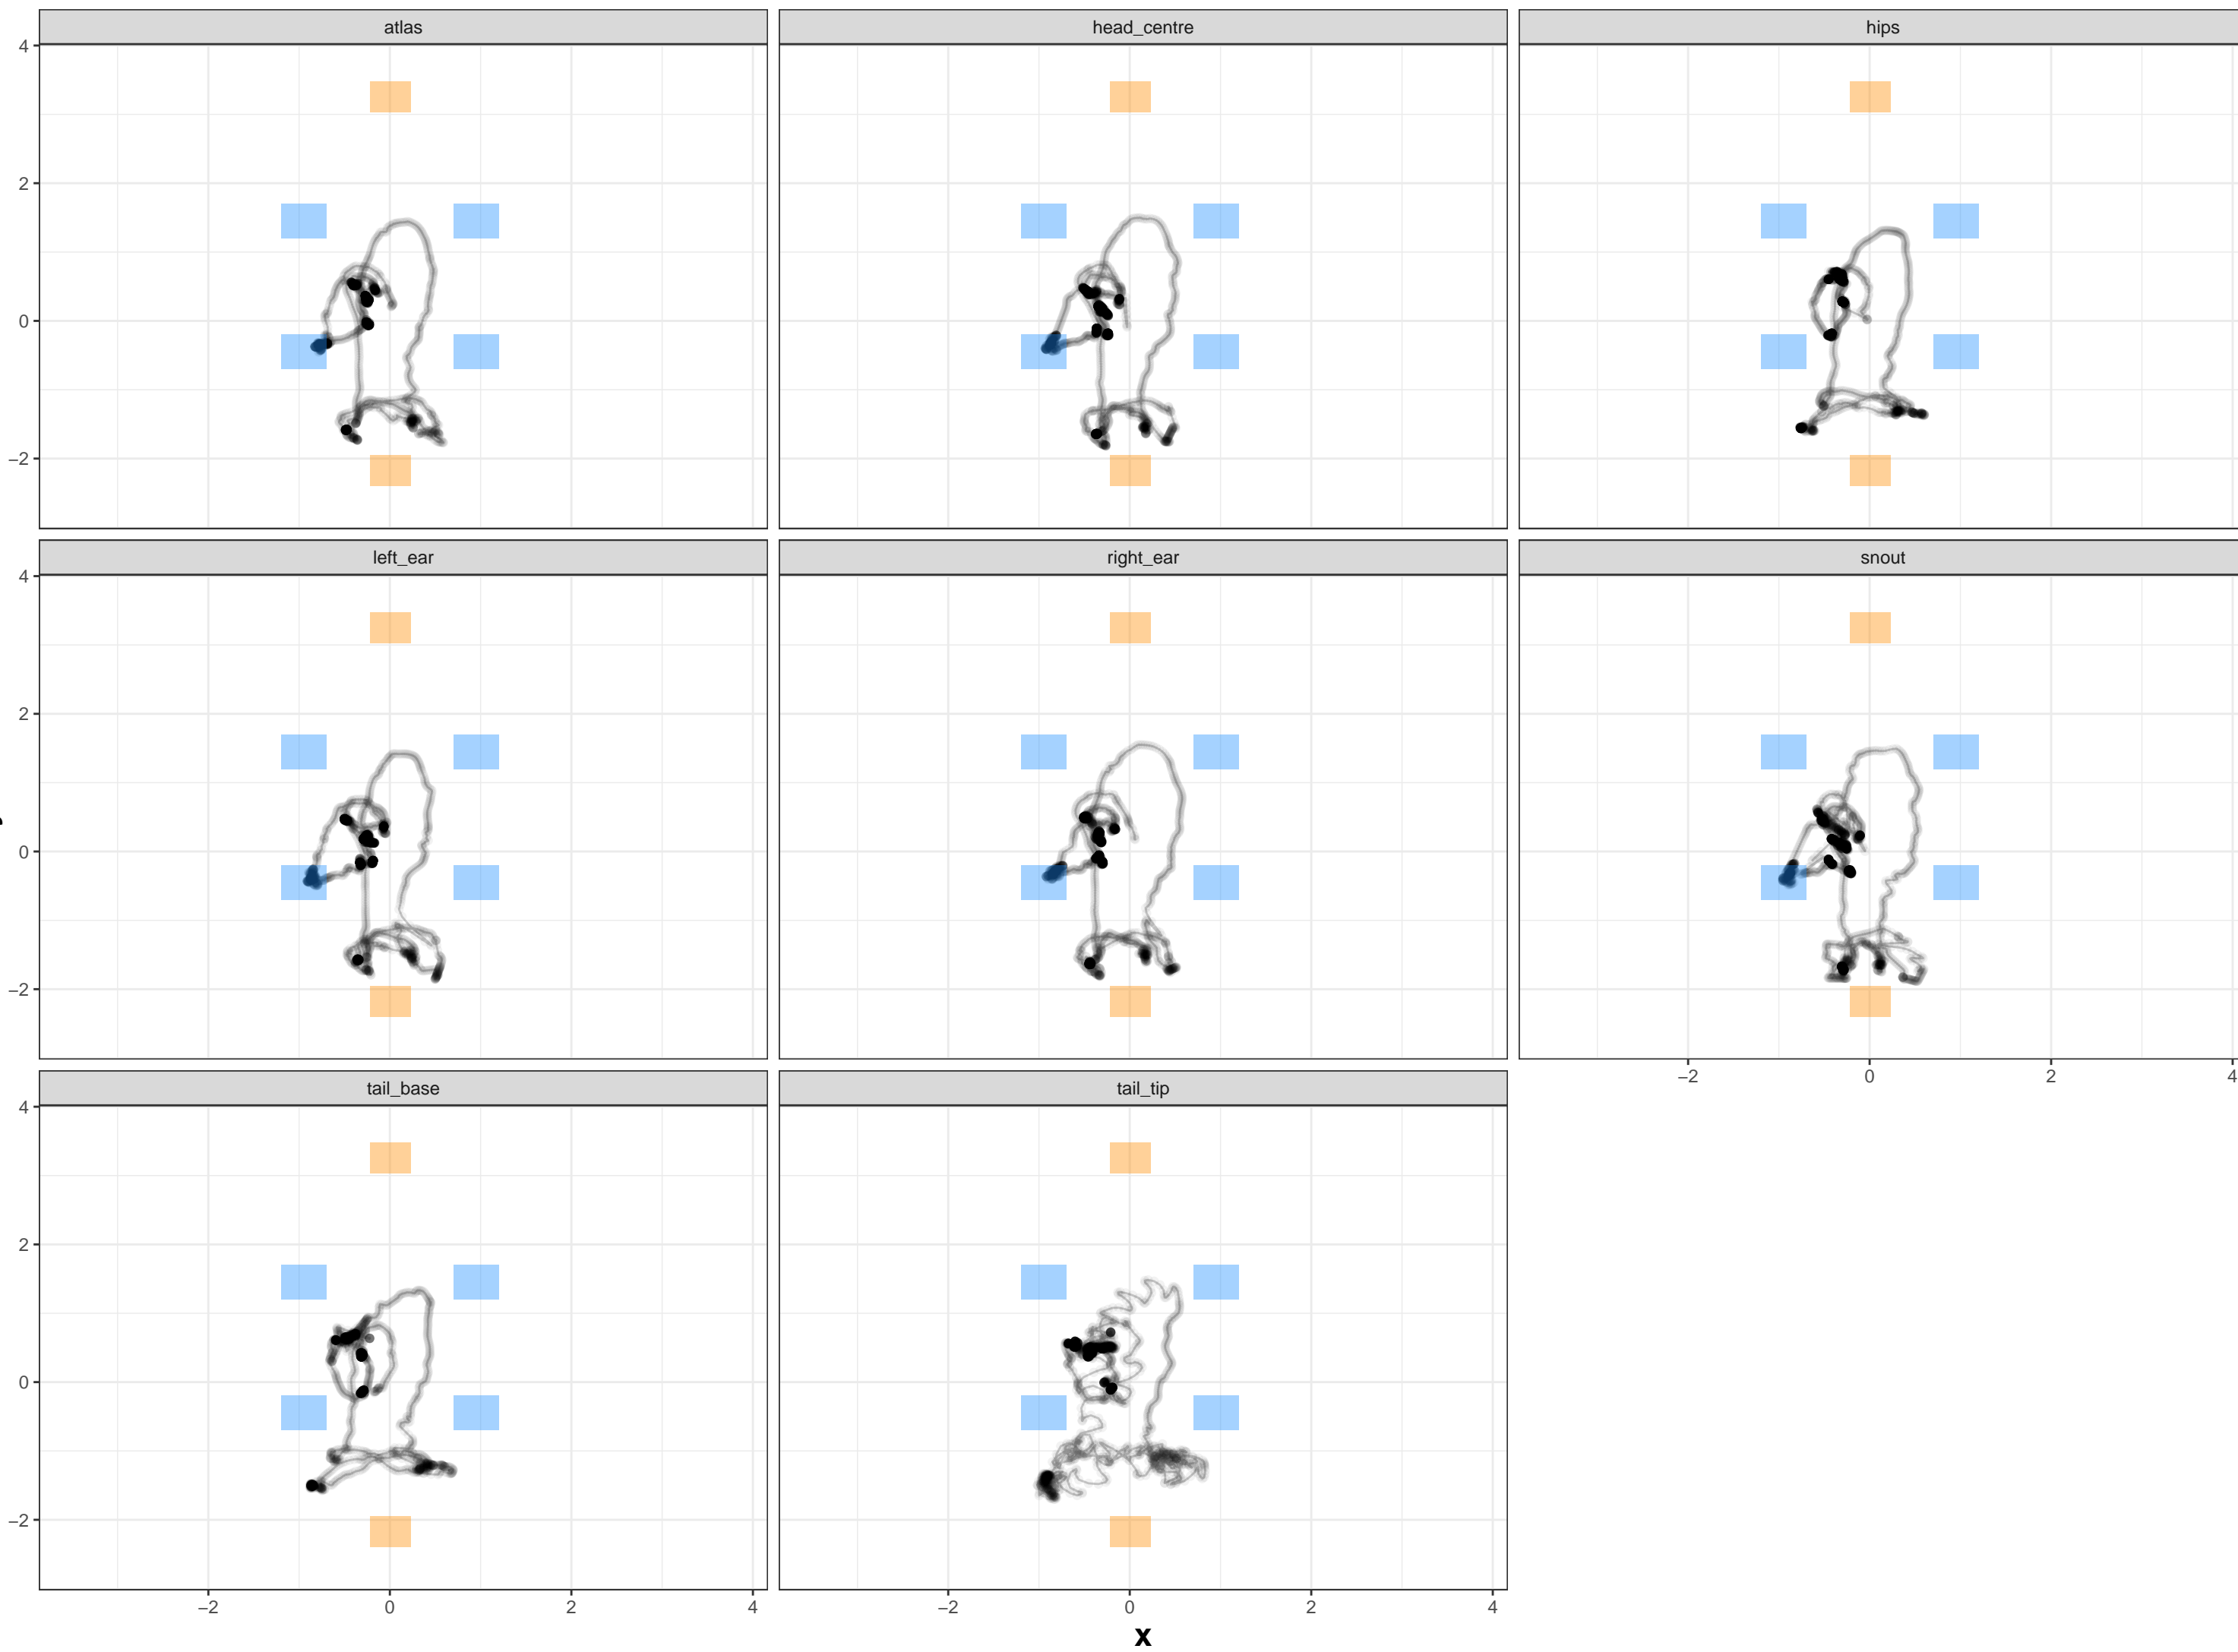 atlas head_centre hips
4
2
0
−2
left_ear right_ear snout
4
2
0
−2
−2 0 2 4
tail_base tail_tip
4
2
0
−2
−2 0 2 4 −2 0 2 4
x